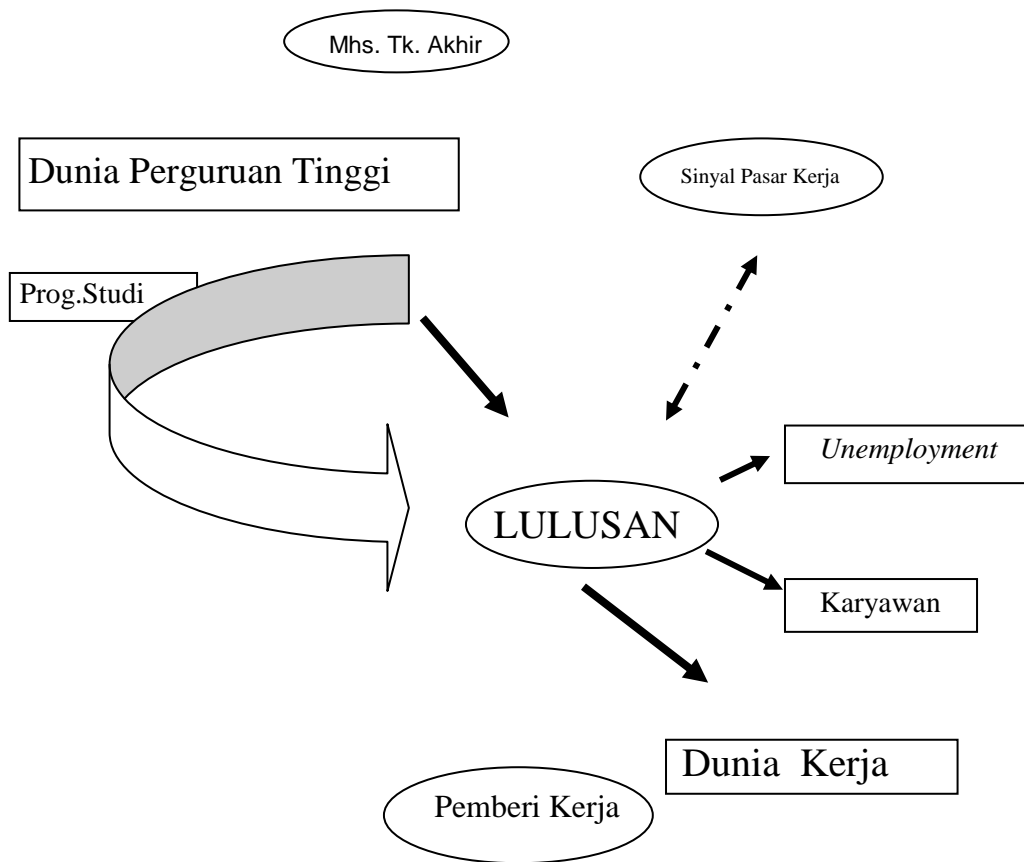 Mhs. Tk. Akhir
Dunia Perguruan Tinggi
Sinyal Pasar Kerja
Prog.Studi
Unemployment
LULUSAN
Karyawan
Dunia Kerja
Pemberi Kerja